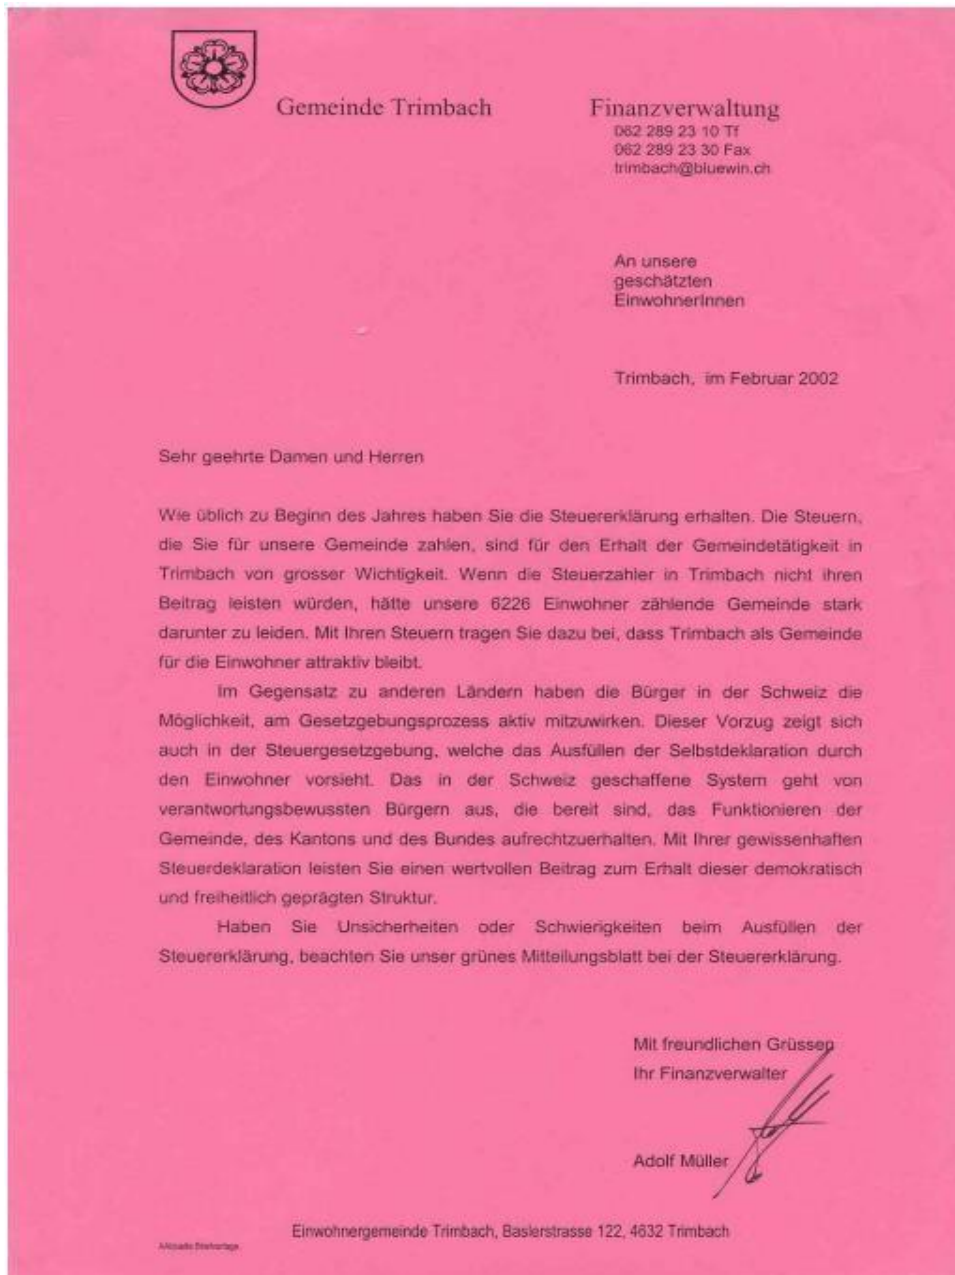 Gemeinde Trimbach
Finanzverwaltung
062 289 23 10 Tf
062 289 23 30 Fax
trimbach@bluewin.ch
An unsere
geschätzten
EinwohnerInnen
Trimbach, im Februar 2002
Sehr geehrte Damen und Herren
Wie üblich zu Beginn des Jahres haben Sie die Steuererklärung erhalten. Die Steuern,
die Sie für unsere Gemeinde zahlen, sind für den Erhalt der Gemeindetätigkeit in
Trimbach von grosser Wichtigkeit. Wenn die Steuerzahler in Trimbach nicht ihren
Beitrag leisten würden, hätte unsere 6226 Einwohner zählende Gemeinde stark
darunter zu leiden. Mit Ihren Steuern tragen Sie dazu bei, dass Trimbach als Gemeinde
für die Einwohner attraktiv bleibt.
Im Gegensatz zu anderen Ländern haben die Bürger in der Schweiz die
Möglichkeit, am Gesetzgebungsprozess aktiv mitzuwirken. Dieser Vorzug zeigt sich
auch in der Steuergesetzgebung, welche das Ausfüllen der Selbstdeklaration durch
den Einwohner vorsieht. Das in der Schweiz geschaffene System geht von
verantwortungsbewussten Bürgern aus, die bereit sind, das Funktionieren der
Gemeinde, des Kantons und des Bundes aufrechtzuerhalten. Mit Ihrer gewissenhaften
Steuerdeklaration leisten Sie einen wertvollen Beitrag zum Erhalt dieser demokratisch
und freiheitlich geprägten Struktur.
Haben Sie Unsicherheiten oder Schwierigkeiten beim Ausfüllen der
Steuererklärung, beachten Sie unser grünes Mitteilungsblatt bei der Steuererklärung.
Mit freundlichen Grüssen
Ihr Finanzverwalter
Adolf Müller
Einwohnergemeinde Trimbach, Baslerstrasse 122, 4632 Trimbach